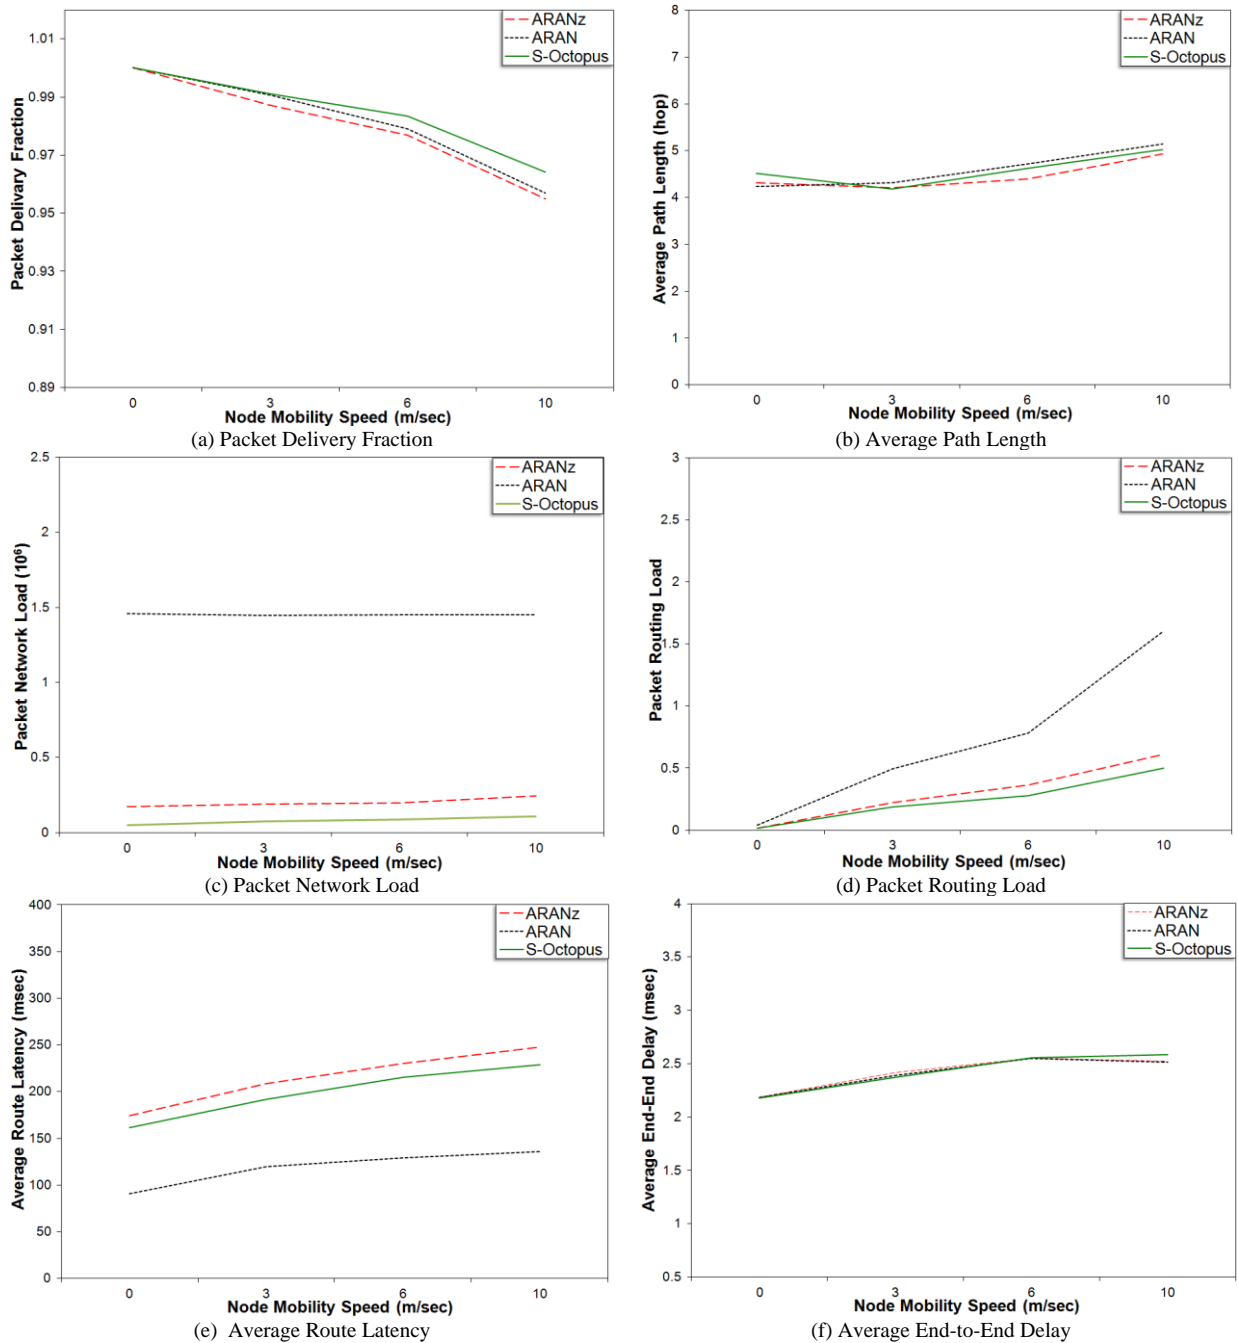 ARANz
ARAN
S-Octopus
1.01
0.99
0.97
0.95
0.93
0.91
0.89
Packet Delivery Fraction
0 3 6 10
Node Mobility Speed (m/sec)
(a) Packet Delivery Fraction
ARANz
ARAN
S-Octopus
8
7
6
5
4
3
2
1
0
Average Path Length (hop)
0 3 6 10
Node Mobility Speed (m/sec)
(b) Average Path Length
ARANz
ARAN
S-Octopus
2.5
2
1.5
1
0.5
0
Packet Network Load (10⁶)
0 3 6 10
Node Mobility Speed (m/sec)
(c) Packet Network Load
ARANz
ARAN
S-Octopus
3
2.5
2
1.5
1
0.5
0
Packet Routing Load
0 3 6 10
Node Mobility Speed (m/sec)
(d) Packet Routing Load
ARANz
ARAN
S-Octopus
400
350
300
250
200
150
100
50
0
Average Route Latency (msec)
0 3 6 10
Node Mobility Speed (m/sec)
(e) Average Route Latency
ARANz
ARAN
S-Octopus
4
3.5
3
2.5
2
1.5
1
0.5
Average End-End Delay (msec)
0 3 6 10
Node Mobility Speed (m/sec)
(f) Average End-to-End Delay